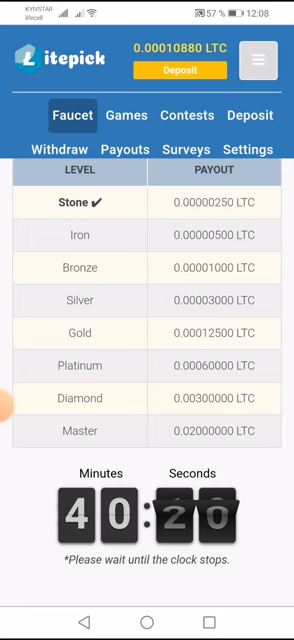 KYIVSTAR
lifecell
57 % 12:08
Litepick
0.00010880 LTC
Deposit
Faucet Games Contests Deposit
Withdraw Payouts Surveys Settings
LEVEL PAYOUT
Stone ✔ 0.00000250 LTC
Iron 0.00000500 LTC
Bronze 0.00001000 LTC
Silver 0.00003000 LTC
Gold 0.00012500 LTC
Platinum 0.00060000 LTC
Diamond 0.00300000 LTC
Master 0.02000000 LTC
Minutes Seconds
40:20
*Please wait until the clock stops.